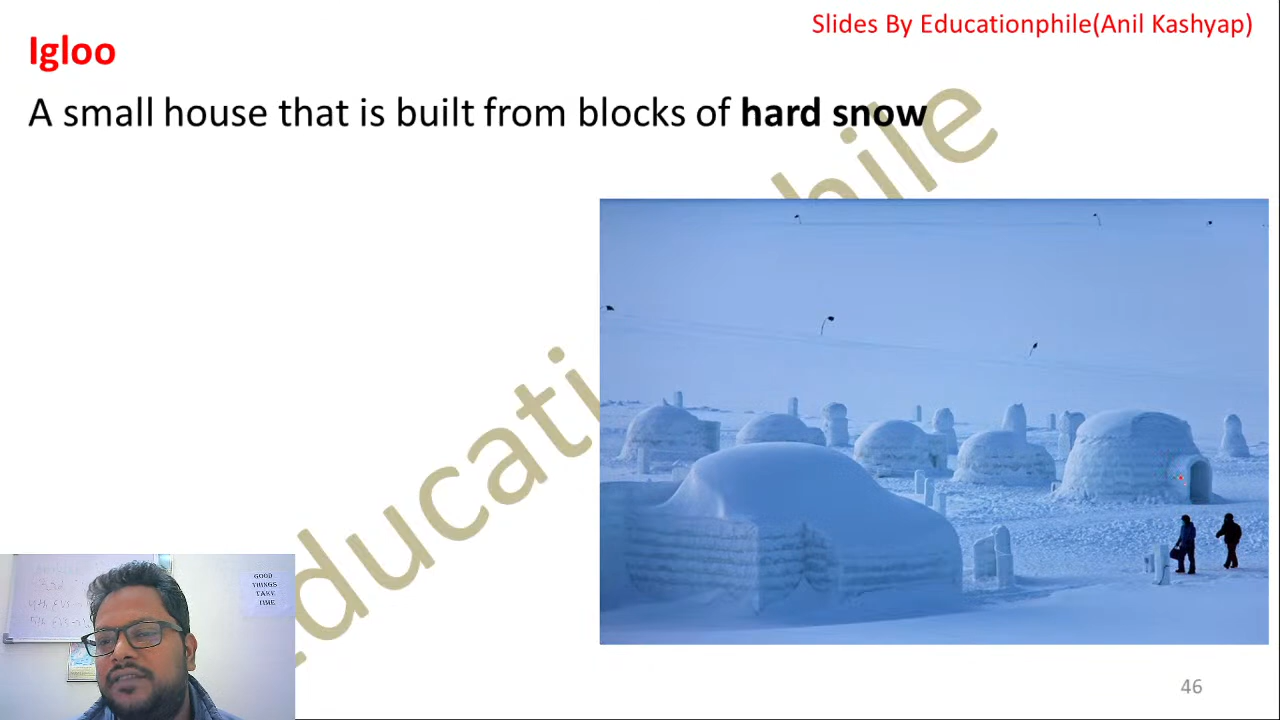 Slides By Educationphile(Anil Kashyap)
Igloo
A small house that is built from blocks of hard snow
GOOD
THINGS
TAKE
TIME
46